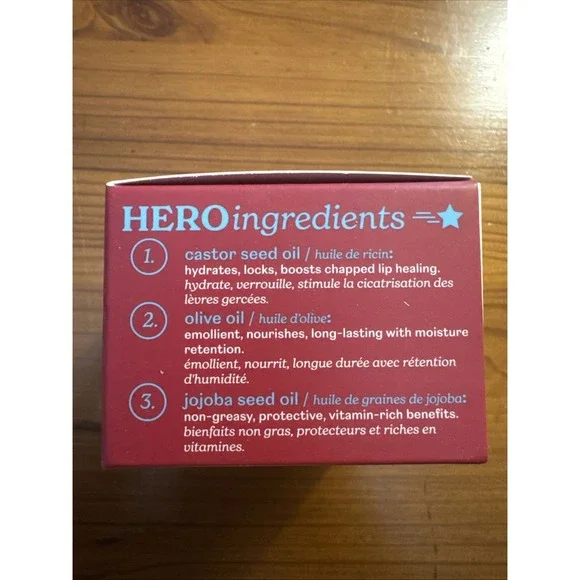 HERO ingredients
1. castor seed oil / huile de ricin:
hydrates, locks, boosts chapped lip healing.
hydrate, verrouille, stimule la cicatrisation des
lèvres gercées.
2. olive oil / huile d'olive:
emollient, nourishes, long-lasting with moisture
retention.
émollient, nourrit, longue durée avec rétention
d'humidité.
3. jojoba seed oil / huile de graines de jojoba:
non-greasy, protective, vitamin-rich benefits.
bienfaits non gras, protecteurs et riches en
vitamines.